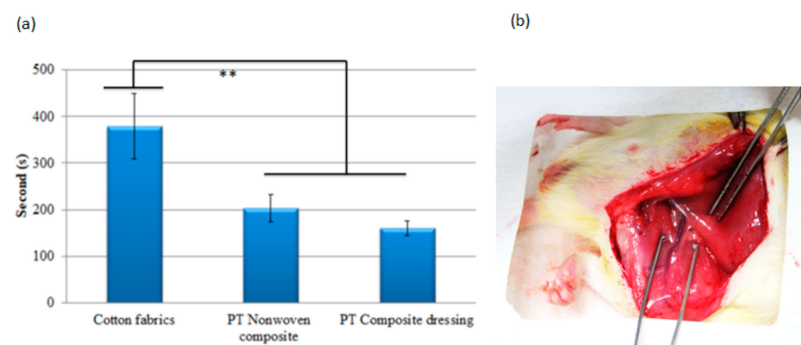 (a)
(b)
**
500
400
300
200
100
0
Second (s)
Cotton fabrics
PT Nonwoven
composite
PT Composite dressing